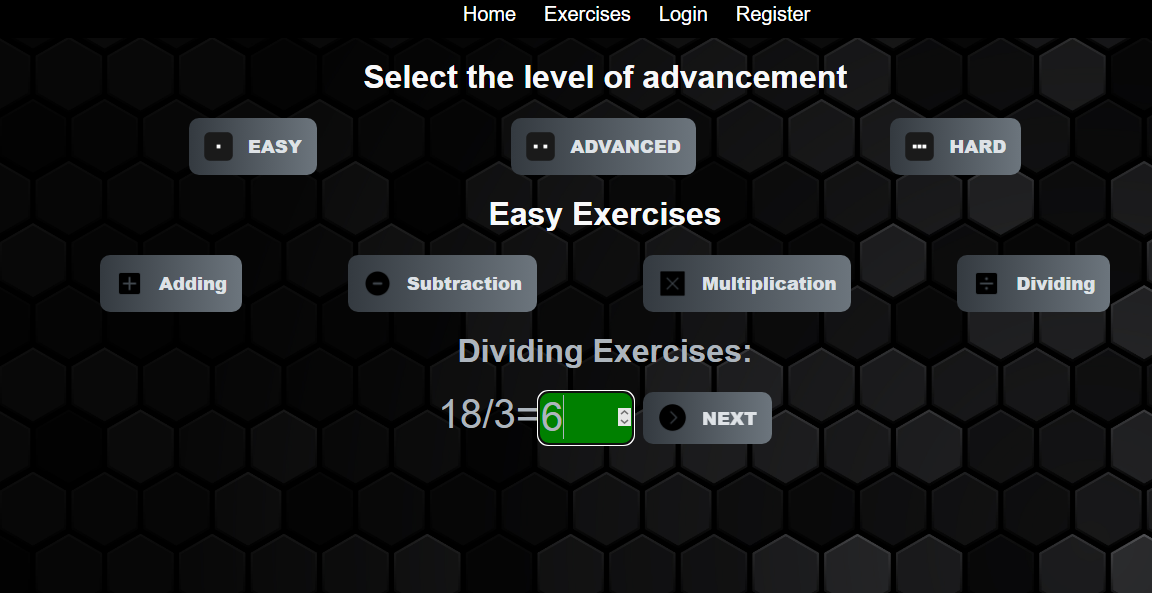 Home Exercises Login Register
Select the level of advancement
EASY ADVANCED HARD
Easy Exercises
Adding Subtraction Multiplication Dividing
Dividing Exercises:
18/3=6 NEXT